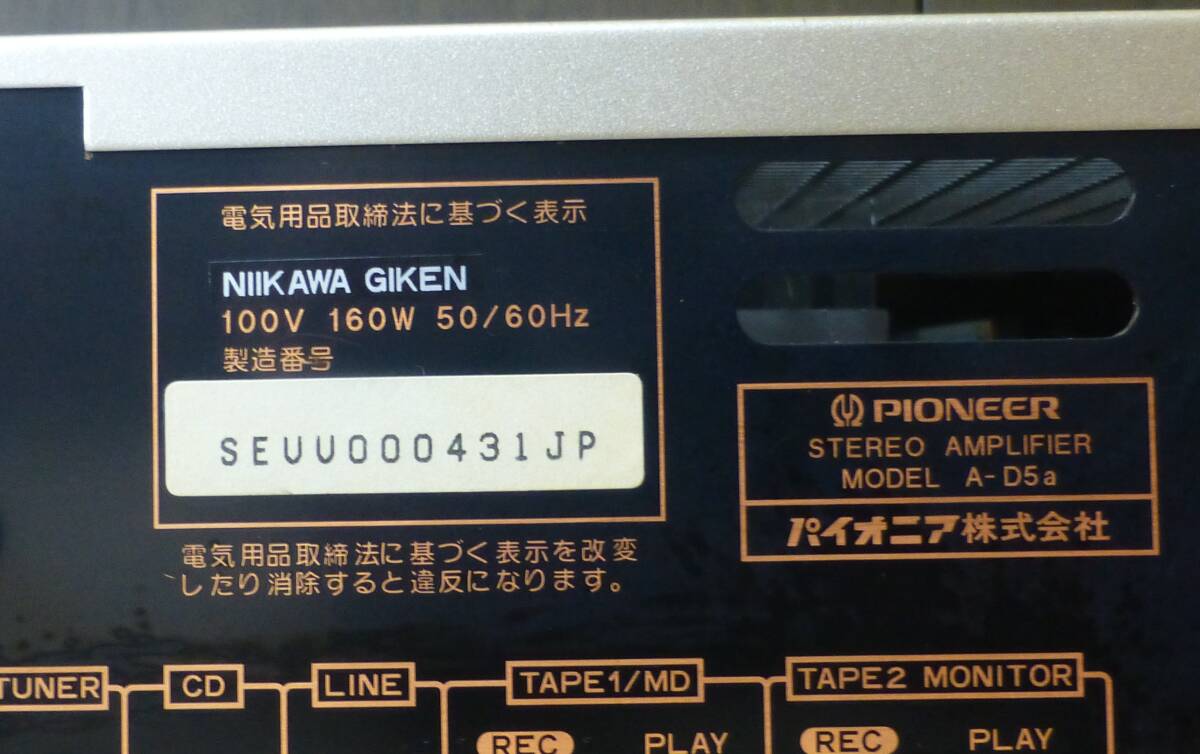 電気用品取締法に基づく表示
NIIKAWA GIKEN
100V 160W 50/60Hz
製造番号
SEVV000431JP
電気用品取締法に基づく表示を改変
したり消除すると違反になります。
PIONEER
STEREO AMPLIFIER
MODEL A-D5a
パイオニア株式会社
TUNER
CD
LINE
TAPE1/MD
TAPE2 MONITOR
REC
PLAY
REC
PLAY